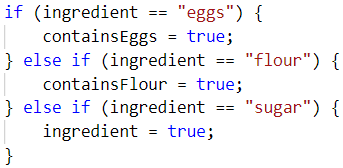 if (ingredient == "eggs") {
    containsEggs = true;
} else if (ingredient == "flour") {
    containsFlour = true;
} else if (ingredient == "sugar") {
    ingredient = true;
}